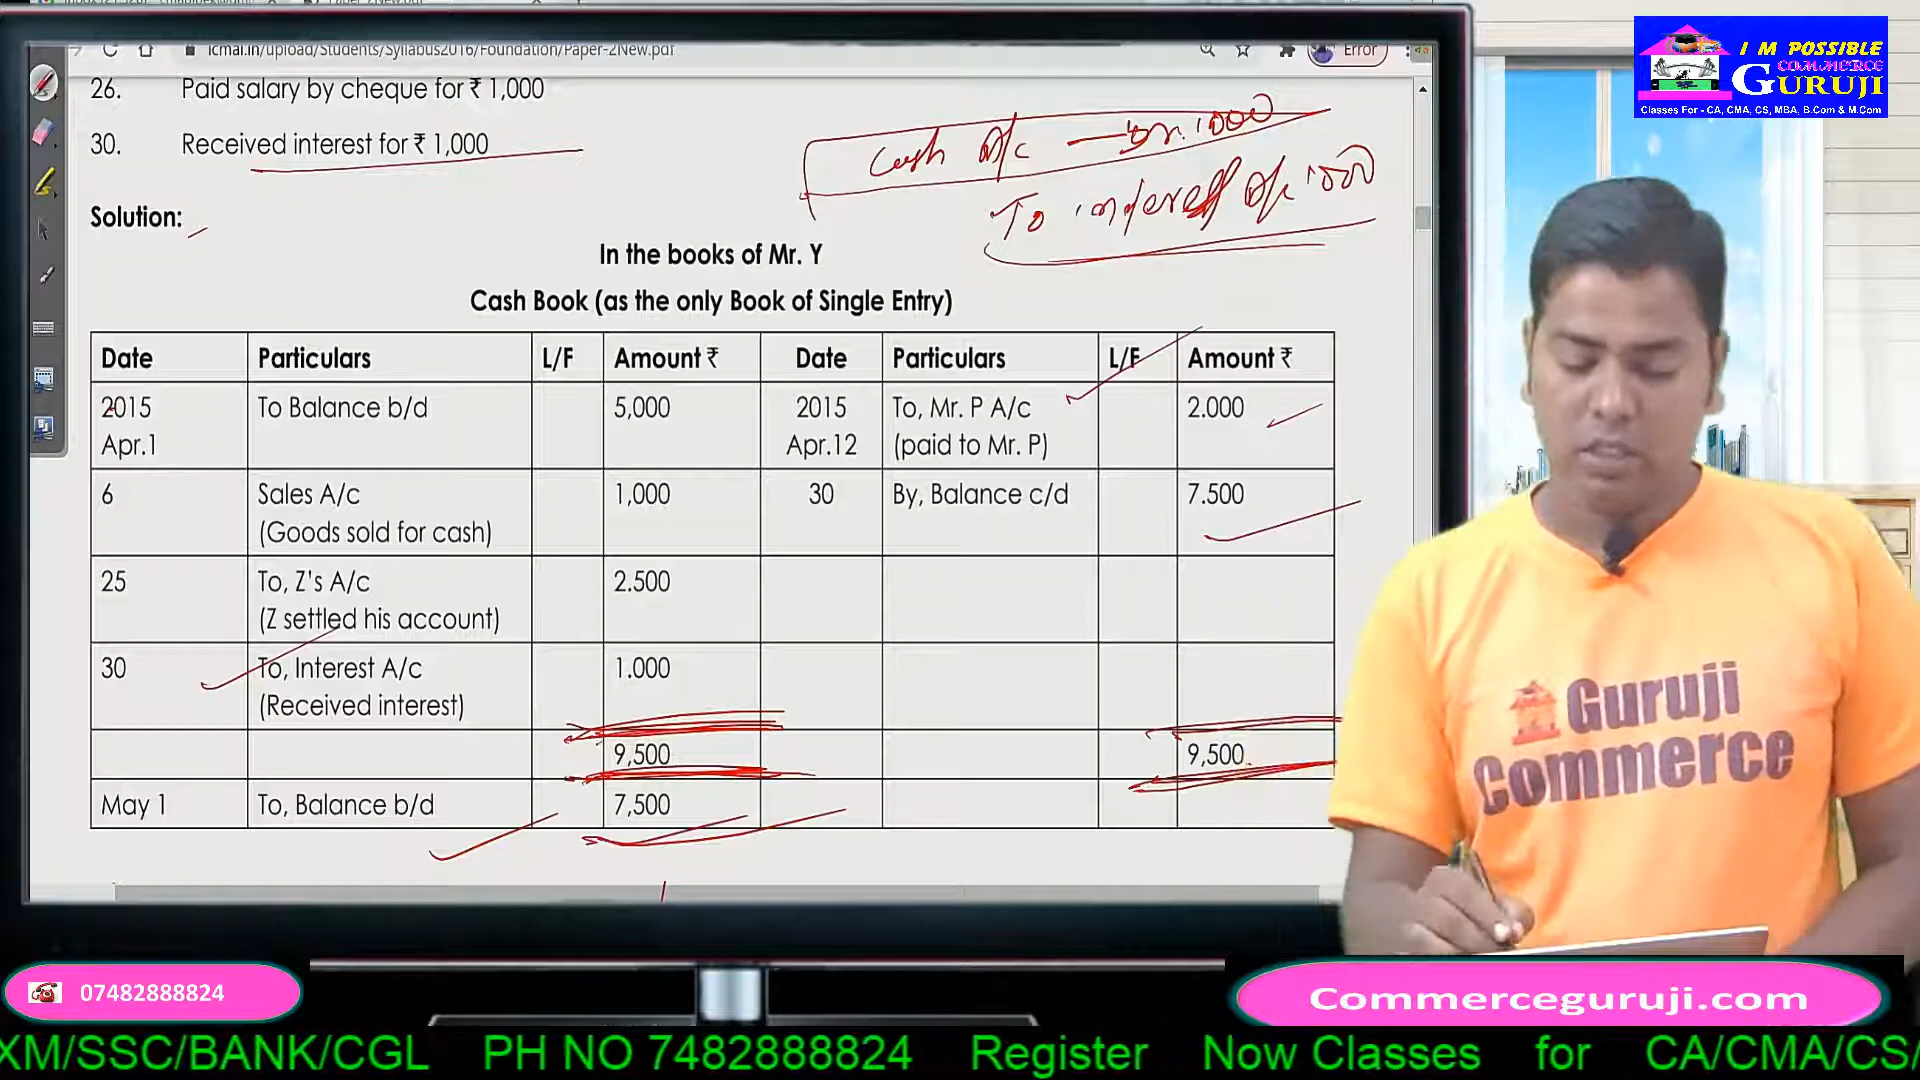 icmai.in/upload/Students/Syllabus2016/Foundation/Paper-2New.pdf
Error
I M POSSIBLE
COMMERCE
GURUJI
Classes For - CA, CMA, CS, MBA, B.Com & M.Com
26. Paid salary by cheque for ₹ 1,000
30. Received interest for ₹ 1,000
Cash A/c — Dr. 1000
To interest A/c 1000
Solution:
In the books of Mr. Y
Cash Book (as the only Book of Single Entry)
Date Particulars L/F Amount ₹ Date Particulars L/F Amount ₹
2015 To Balance b/d 5,000 2015 To, Mr. P A/c 2.000
Apr.1 Apr.12 (paid to Mr. P)
6 Sales A/c 1,000 30 By, Balance c/d 7.500
(Goods sold for cash)
25 To, Z's A/c 2.500
(Z settled his account)
30 To, Interest A/c 1.000
(Received interest)
9,500 9,500
May 1 To, Balance b/d 7,500
Guruji
Commerce
07482888824
Commerceguruji.com
XM/SSC/BANK/CGL PH NO 7482888824 Register Now Classes for CA/CMA/CS/